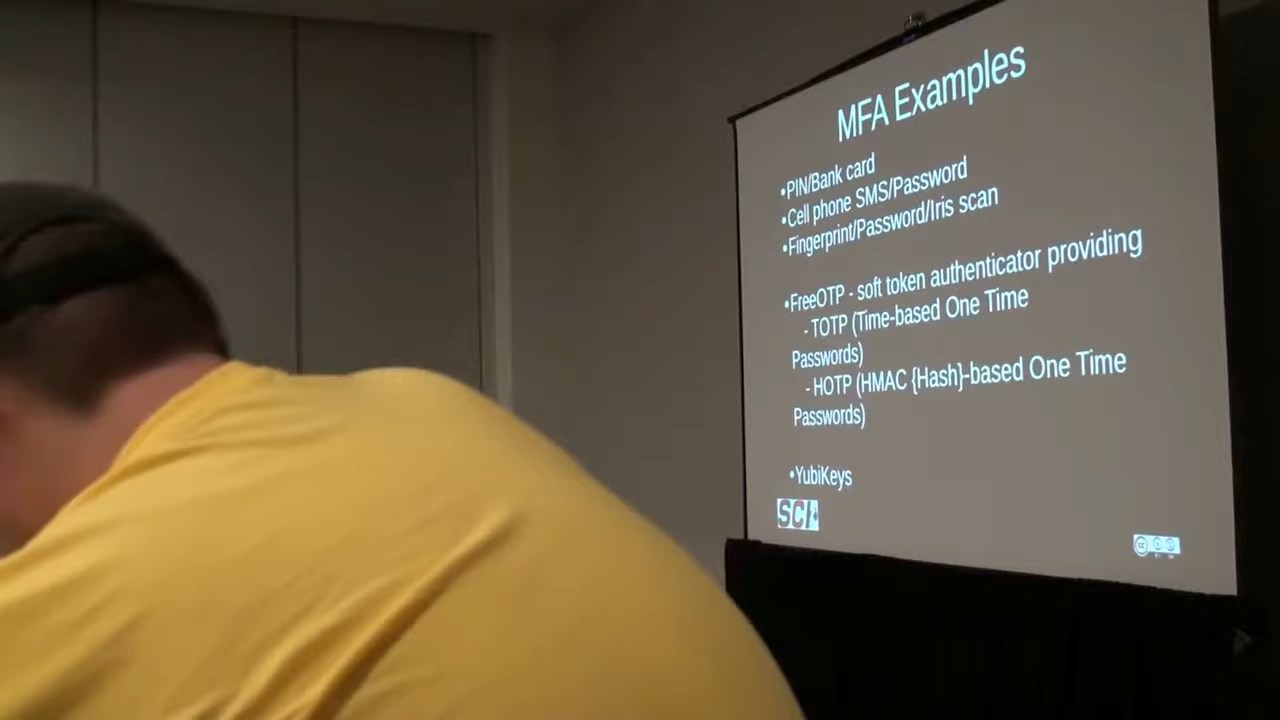 MFA Examples
•PIN/Bank card
•Cell phone SMS/Password
•Fingerprint/Password/Iris scan
•FreeOTP - soft token authenticator providing
- TOTP (Time-based One Time
Passwords)
- HOTP (HMAC {Hash}-based One Time
Passwords)
•YubiKeys